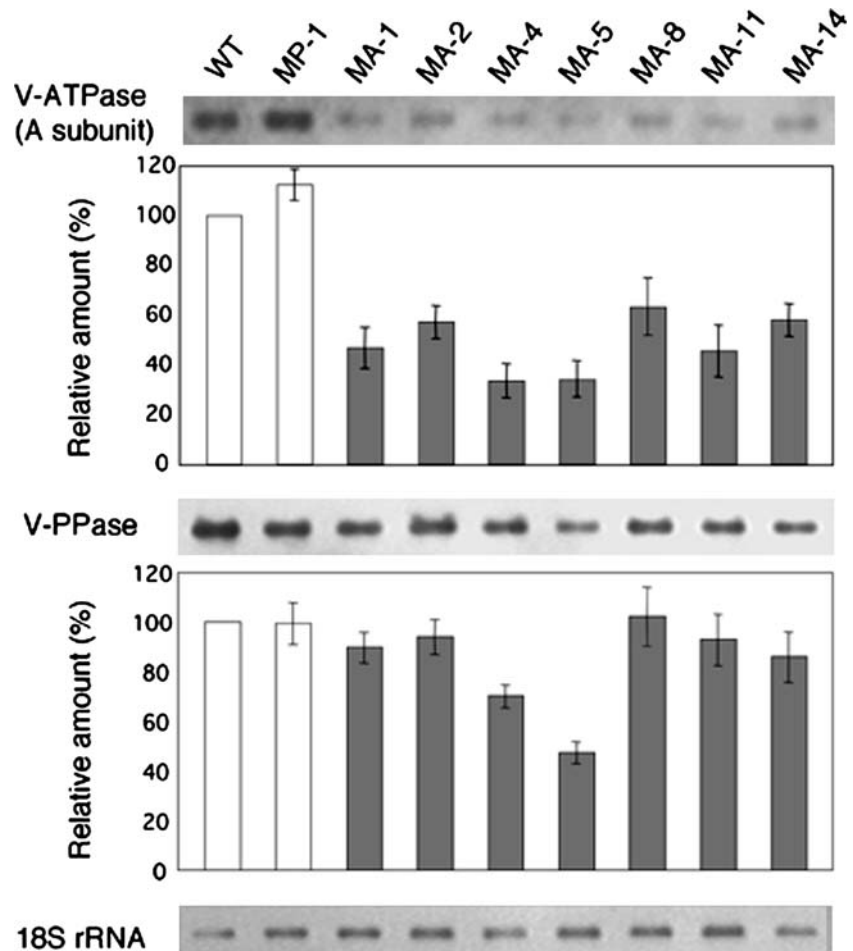 WT MP-1 MA-1 MA-2 MA-4 MA-5 MA-8 MA-11 MA-14
V-ATPase
(A subunit)
Relative amount (%)
120
100
80
60
40
20
0
V-PPase
Relative amount (%)
120
100
80
60
40
20
0
18S rRNA